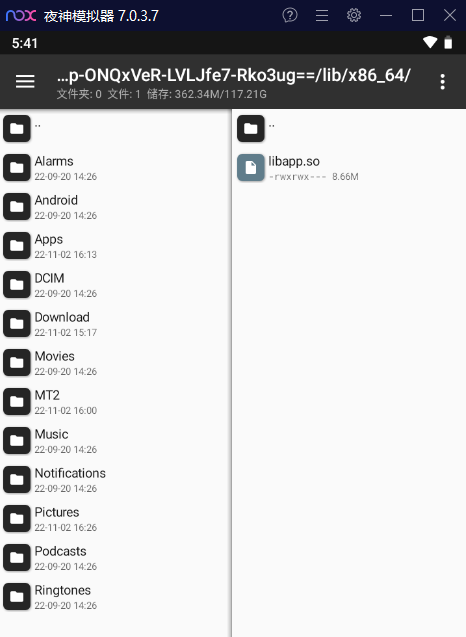 nox 夜神模拟器 7.0.3.7
5:41
...p-ONQxVeR-LVLJfe7-Rko3ug==/lib/x86_64/
文件夹: 0 文件: 1 储存: 362.34M/117.21G
..
Alarms
22-09-20 14:26
Android
22-09-20 14:26
Apps
22-11-02 16:13
DCIM
22-09-20 14:26
Download
22-11-02 15:17
Movies
22-09-20 14:26
MT2
22-11-02 16:00
Music
22-09-20 14:26
Notifications
22-09-20 14:26
Pictures
22-11-02 16:26
Podcasts
22-09-20 14:26
Ringtones
22-09-20 14:26
..
libapp.so
-rwxrwx--- 8.66M